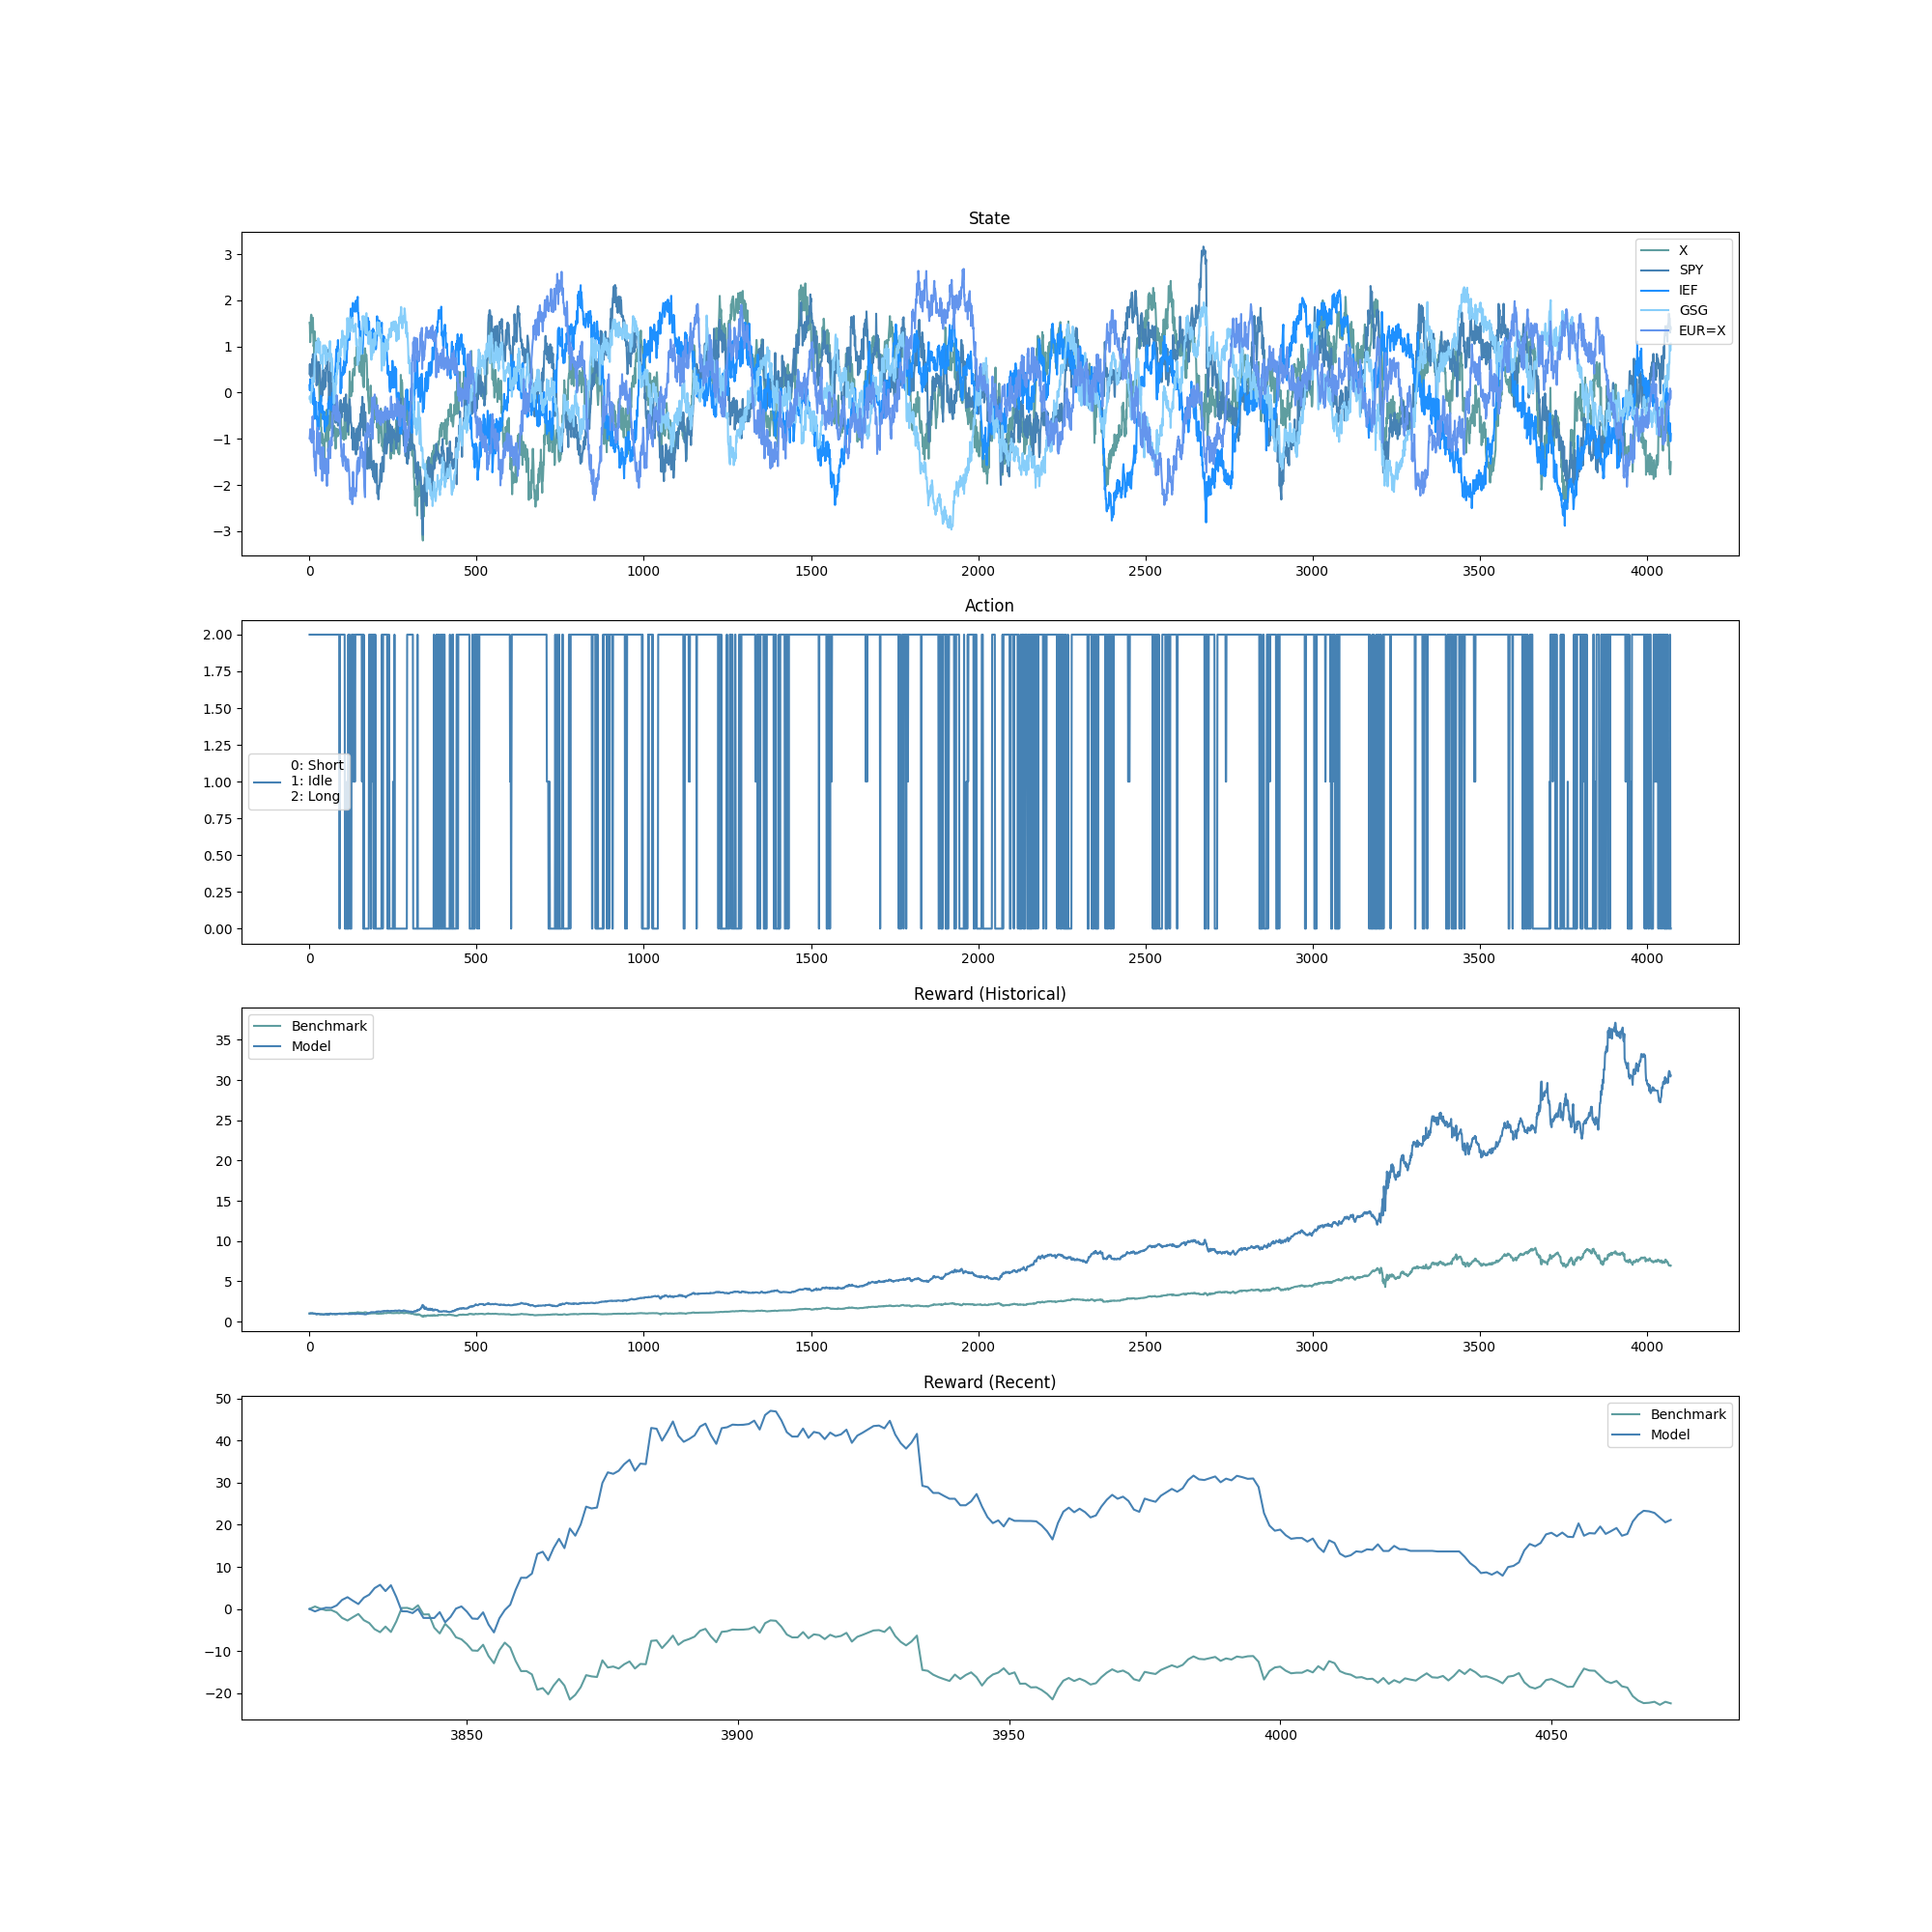 State
3
2
1
0
−1
−2
−3
X
SPY
IEF
GSG
EUR=X
0 500 1000 1500 2000 2500 3000 3500 4000
Action
2.00
1.75
1.50
1.25
1.00
0.75
0.50
0.25
0.00
0: Short
1: Idle
2: Long
0 500 1000 1500 2000 2500 3000 3500 4000
Reward (Historical)
Benchmark
Model
35
30
25
20
15
10
5
0
0 500 1000 1500 2000 2500 3000 3500 4000
Reward (Recent)
50
40
30
20
10
0
−10
−20
Benchmark
Model
3850 3900 3950 4000 4050